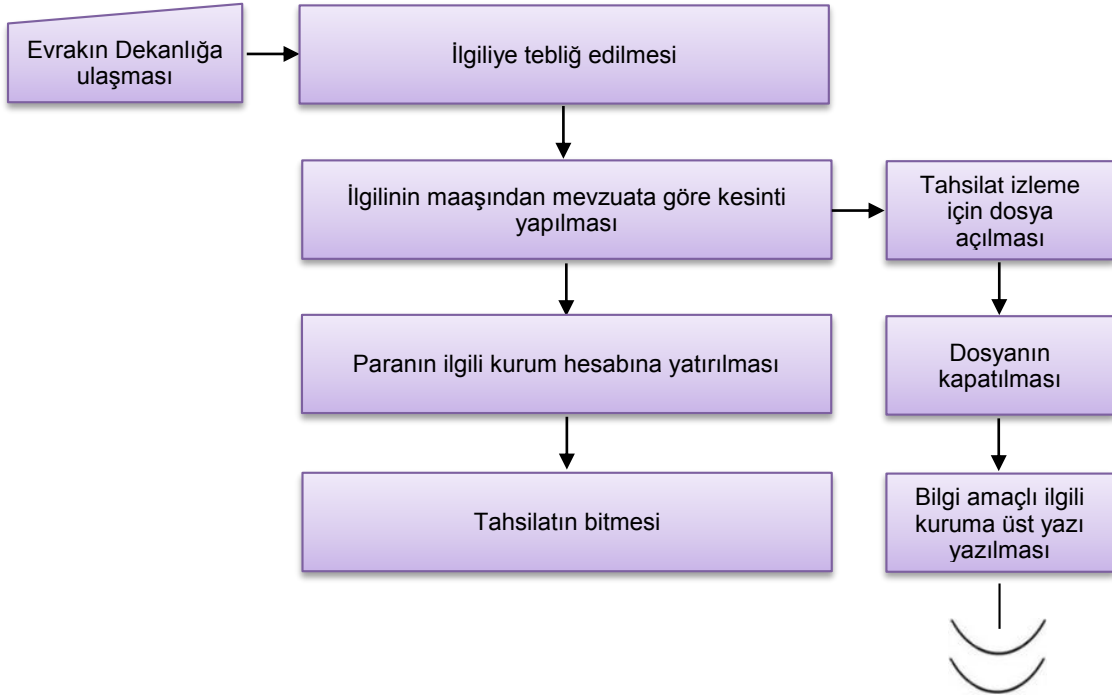 Evrakın Dekanlığa
ulaşması
İlgiliye tebliğ edilmesi
İlgilinin maaşından mevzuata göre kesinti
yapılması
Tahsilat izleme
için dosya
açılması
Paranın ilgili kurum hesabına yatırılması
Dosyanın
kapatılması
Tahsilatın bitmesi
Bilgi amaçlı ilgili
kuruma üst yazı
yazılması